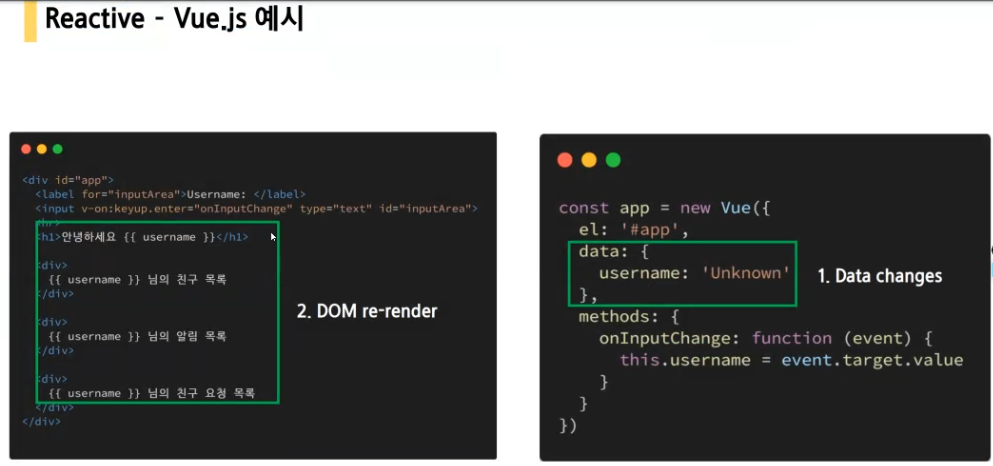 Reactive - Vue.js 예시
<div id="app">
<label for="inputArea">Username: </label>
<input v-on:keyup.enter="onInputChange" type="text" id="inputArea">
<hr>
<h1>안녕하세요 {{ username }}</h1>
<div>
{{ username }} 님의 친구 목록
</div>
<div>
{{ username }} 님의 알림 목록
</div>
<div>
{{ username }} 님의 친구 요청 목록
</div>
</div>
2. DOM re-render
const app = new Vue({
el: '#app',
data: {
username: 'Unknown'
},
methods: {
onInputChange: function (event) {
this.username = event.target.value
}
}
})
1. Data changes